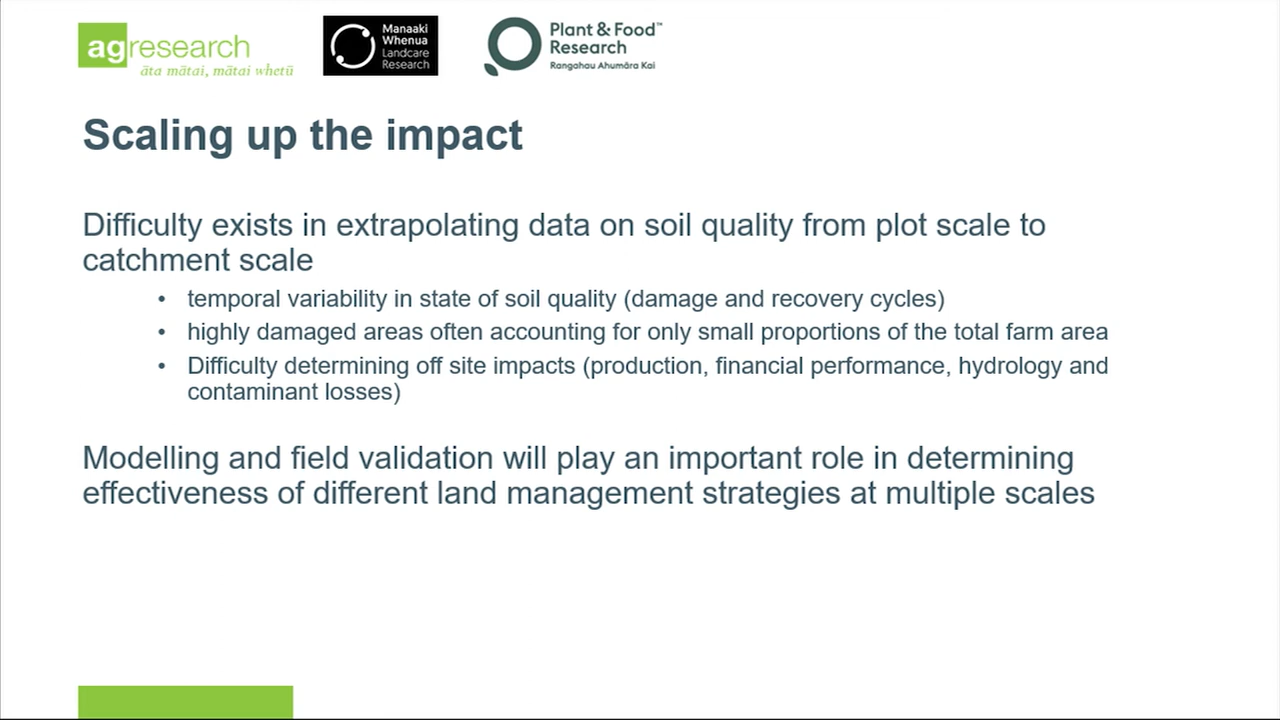 agresearch
āta mātai, mātai whetū
Manaaki
Whenua
Landcare
Research
Plant & Food™
Research
Rangahau Ahumāra Kai
Scaling up the impact
Difficulty exists in extrapolating data on soil quality from plot scale to
catchment scale
• temporal variability in state of soil quality (damage and recovery cycles)
• highly damaged areas often accounting for only small proportions of the total farm area
• Difficulty determining off site impacts (production, financial performance, hydrology and
contaminant losses)
Modelling and field validation will play an important role in determining
effectiveness of different land management strategies at multiple scales